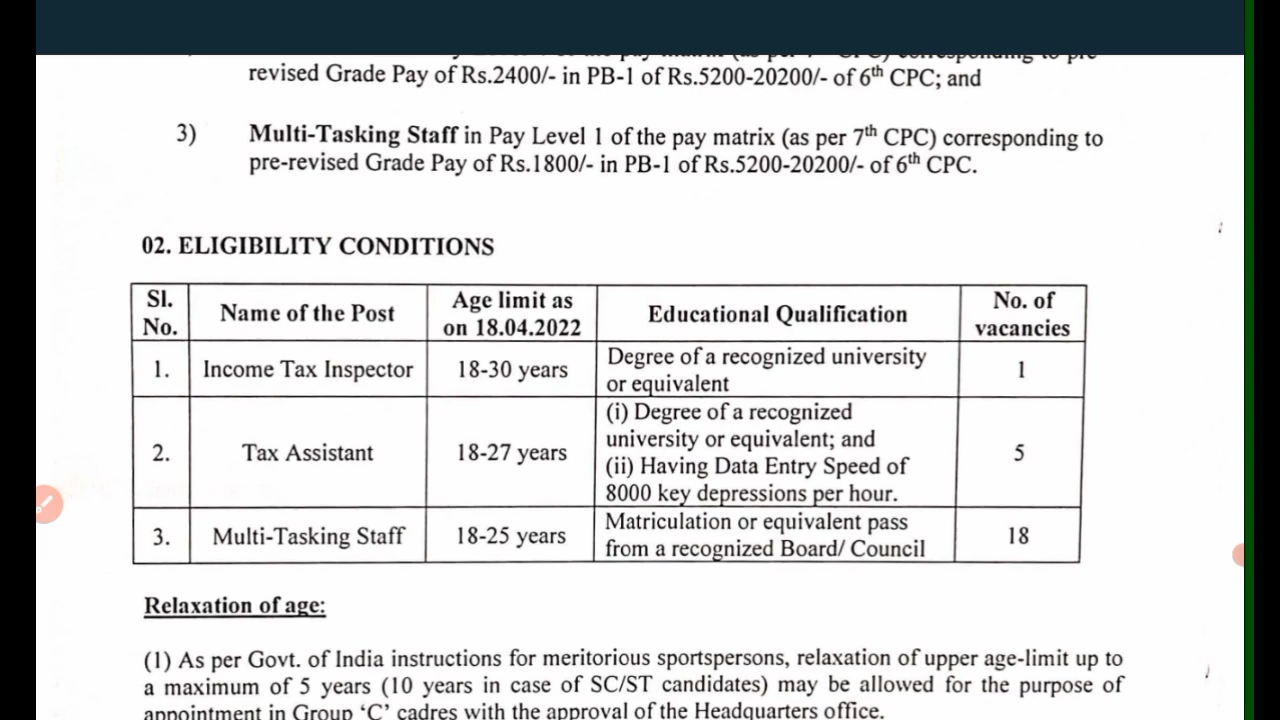 revised Grade Pay of Rs.2400/- in PB-1 of Rs.5200-20200/- of 6th CPC; and
3) Multi-Tasking Staff in Pay Level 1 of the pay matrix (as per 7th CPC) corresponding to
pre-revised Grade Pay of Rs.1800/- in PB-1 of Rs.5200-20200/- of 6th CPC.
02. ELIGIBILITY CONDITIONS
Sl. No. Name of the Post Age limit as on 18.04.2022 Educational Qualification No. of vacancies
1. Income Tax Inspector 18-30 years Degree of a recognized university
or equivalent 1
2. Tax Assistant 18-27 years (i) Degree of a recognized
university or equivalent; and
(ii) Having Data Entry Speed of
8000 key depressions per hour. 5
3. Multi-Tasking Staff 18-25 years Matriculation or equivalent pass
from a recognized Board/ Council 18
Relaxation of age:
(1) As per Govt. of India instructions for meritorious sportspersons, relaxation of upper age-limit up to
a maximum of 5 years (10 years in case of SC/ST candidates) may be allowed for the purpose of
appointment in Group ‘C’ cadres with the approval of the Headquarters office.